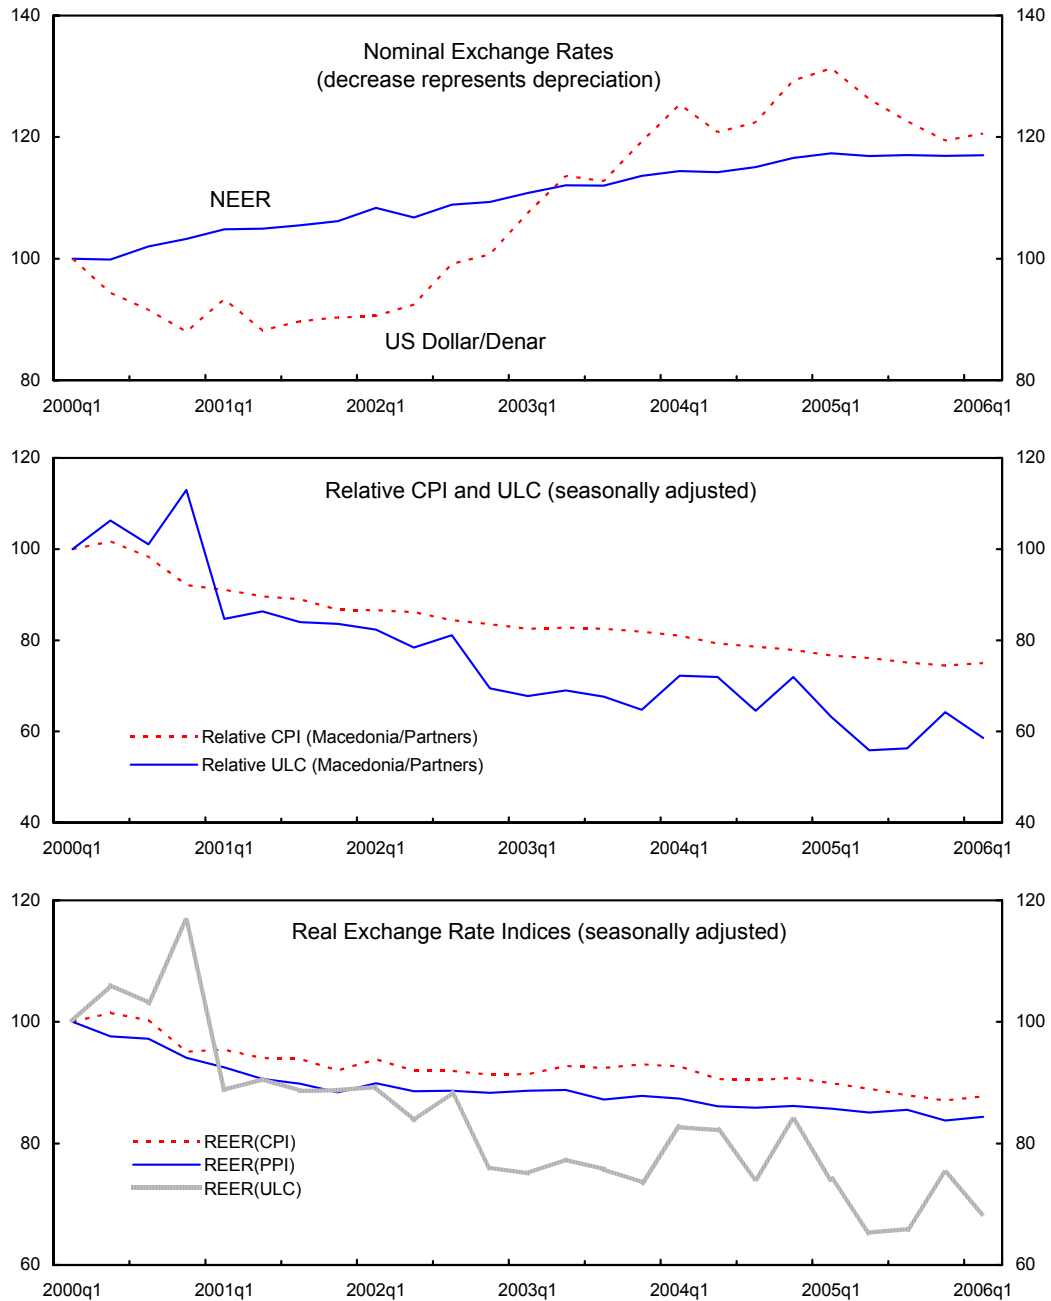 140 140
Nominal Exchange Rates
(decrease represents depreciation)
120 120
NEER
100 100
US Dollar/Denar
80 80
2000q1 2001q1 2002q1 2003q1 2004q1 2005q1 2006q1
120 120
Relative CPI and ULC (seasonally adjusted)
100 100
80 80
Relative CPI (Macedonia/Partners)
60 60
Relative ULC (Macedonia/Partners)
40 40
2000q1 2001q1 2002q1 2003q1 2004q1 2005q1 2006q1
120 120
Real Exchange Rate Indices (seasonally adjusted)
100 100
80 80
REER(CPI)
REER(PPI)
REER(ULC)
60 60
2000q1 2001q1 2002q1 2003q1 2004q1 2005q1 2006q1